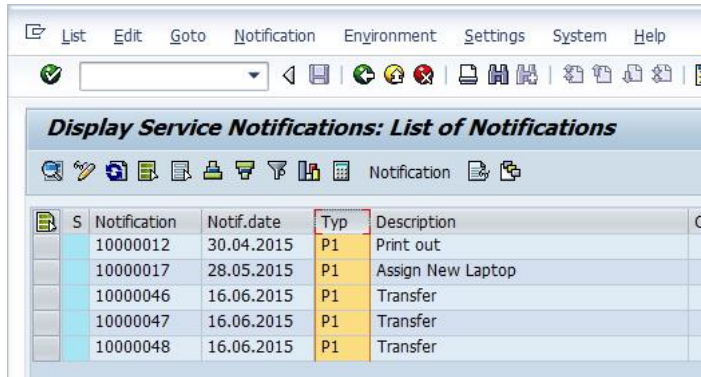 List Edit Goto Notification Environment Settings System Help
Display Service Notifications: List of Notifications
Notification
S Notification Notif.date Typ Description
10000012 30.04.2015 P1 Print out
10000017 28.05.2015 P1 Assign New Laptop
10000046 16.06.2015 P1 Transfer
10000047 16.06.2015 P1 Transfer
10000048 16.06.2015 P1 Transfer